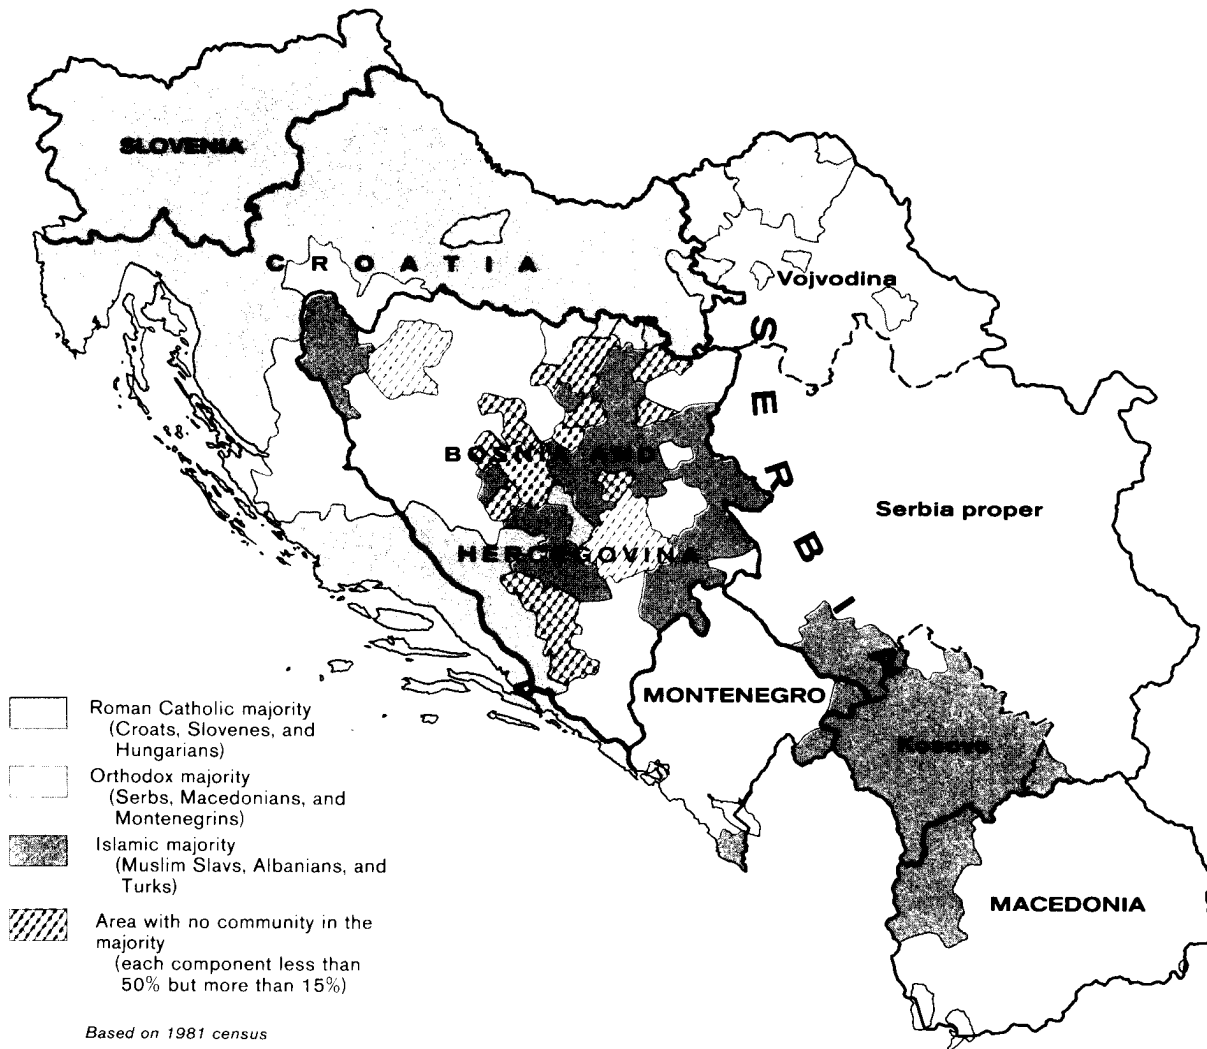 SLOVENIA
CROATIA
Vojvodina
SERBIA
BOSNIA AND
HERCEGOVINA
Serbia proper
MONTENEGRO
Kosovo
MACEDONIA
Roman Catholic majority
(Croats, Slovenes, and
Hungarians)
Orthodox majority
(Serbs, Macedonians, and
Montenegrins)
Islamic majority
(Muslim Slavs, Albanians, and
Turks)
Area with no community in the
majority
(each component less than
50% but more than 15%)
Based on 1981 census